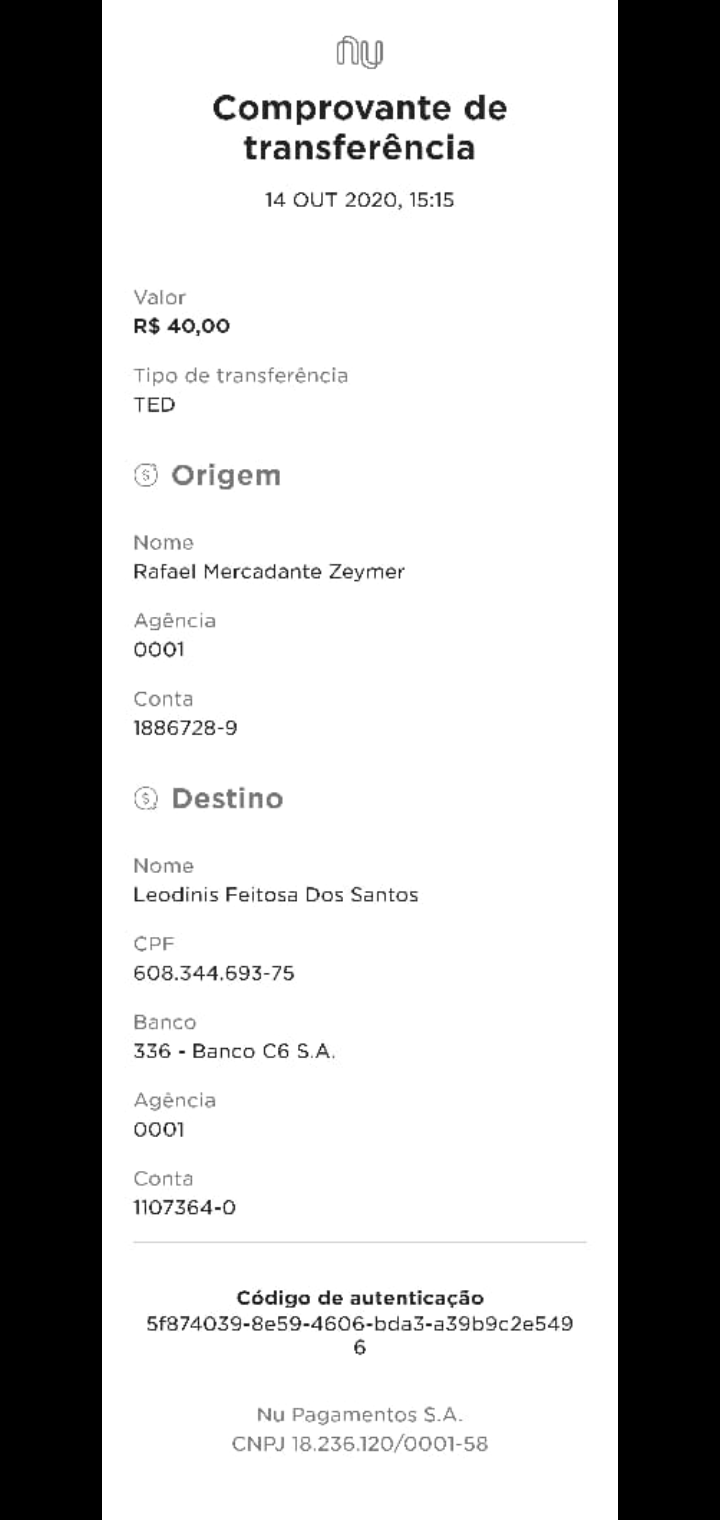 nu
Comprovante de
transferência
14 OUT 2020, 15:15
Valor
R$ 40,00
Tipo de transferência
TED
$ Origem
Nome
Rafael Mercadante Zeymer
Agência
0001
Conta
1886728-9
$ Destino
Nome
Leodinis Feitosa Dos Santos
CPF
608.344.693-75
Banco
336 - Banco C6 S.A.
Agência
0001
Conta
1107364-0
Código de autenticação
5f874039-8e59-4606-bda3-a39b9c2e549
6
Nu Pagamentos S.A.
CNPJ 18.236.120/0001-58